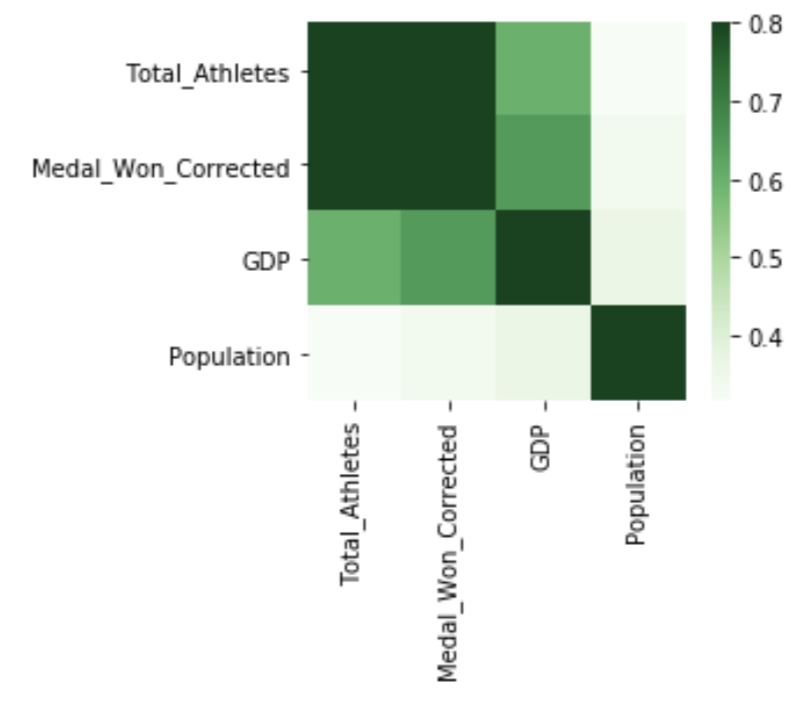 Total_Athletes
Medal_Won_Corrected
GDP
Population
Total_Athletes
Medal_Won_Corrected
GDP
Population
0.8
0.7
0.6
0.5
0.4